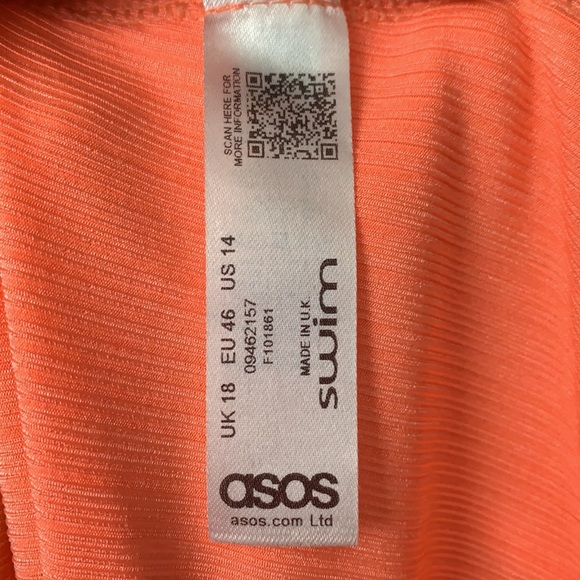 SCAN HERE FOR
MORE INFORMATION
UK 18 EU 46 US 14
09462157
F101861
MADE IN U.K
swim
asos
asos.com Ltd